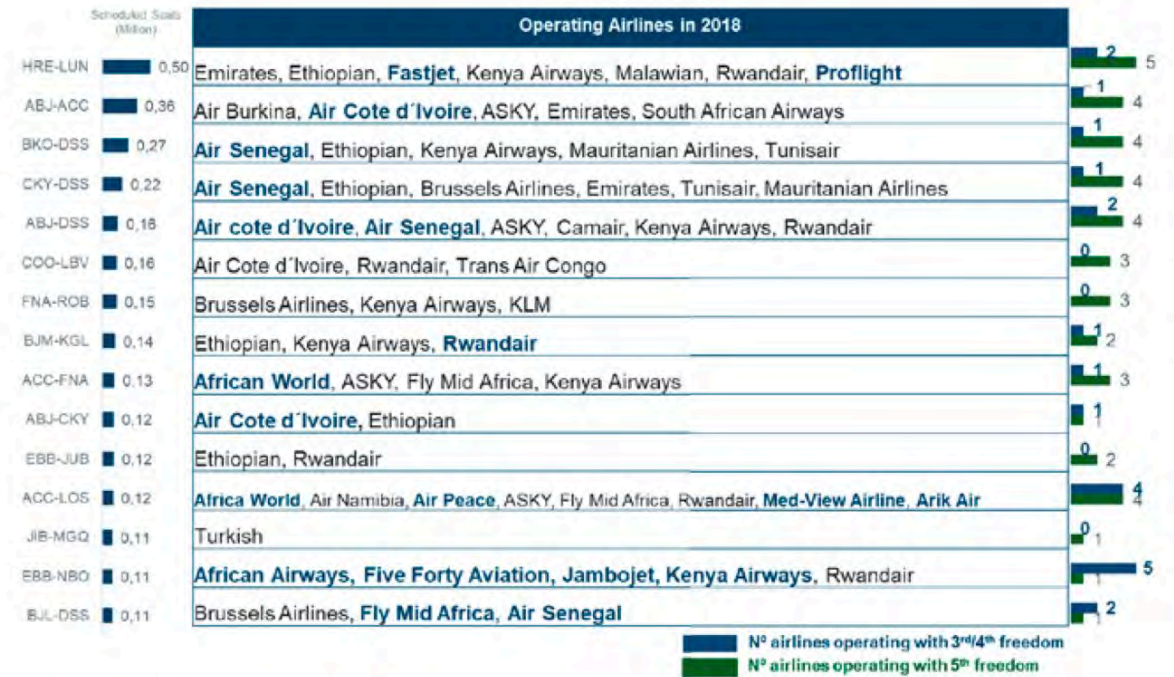 Scheduled Seats
(Million)
Operating Airlines in 2018
HRE-LUN 0,50 Emirates, Ethiopian, Fastjet, Kenya Airways, Malawian, Rwandair, Proflight 2 5
ABJ-ACC 0,36 Air Burkina, Air Cote d´Ivoire, ASKY, Emirates, South African Airways 1 4
BKO-DSS 0,27 Air Senegal, Ethiopian, Kenya Airways, Mauritanian Airlines, Tunisair 1 4
CKY-DSS 0,22 Air Senegal, Ethiopian, Brussels Airlines, Emirates, Tunisair, Mauritanian Airlines 1 4
ABJ-DSS 0,16 Air cote d´Ivoire, Air Senegal, ASKY, Camair, Kenya Airways, Rwandair 2 4
COO-LBV 0,16 Air Cote d´Ivoire, Rwandair, Trans Air Congo 0 3
FNA-ROB 0,15 Brussels Airlines, Kenya Airways, KLM 0 3
BJM-KGL 0,14 Ethiopian, Kenya Airways, Rwandair 1 2
ACC-FNA 0,13 African World, ASKY, Fly Mid Africa, Kenya Airways 1 3
ABJ-CKY 0,12 Air Cote d´Ivoire, Ethiopian 1 1
EBB-JUB 0,12 Ethiopian, Rwandair 0 2
ACC-LOS 0,12 Africa World, Air Namibia, Air Peace, ASKY, Fly Mid Africa, Rwandair, Med-View Airline, Arik Air 4 4
JIB-MGQ 0,11 Turkish 0 1
EBB-NBO 0,11 African Airways, Five Forty Aviation, Jambojet, Kenya Airways, Rwandair 5 1
BJL-DSS 0,11 Brussels Airlines, Fly Mid Africa, Air Senegal 2 1
Nº airlines operating with 3rd/4th freedom
Nº airlines operating with 5th freedom